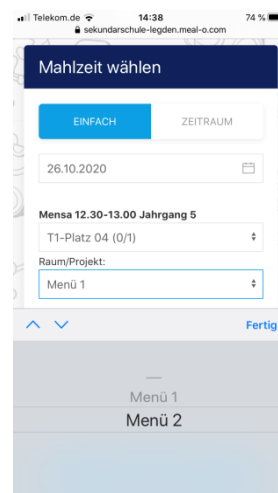 Telekom.de 14:38 74 %
sekundarschule-legden.meal-o.com
Mahlzeit wählen
EINFACH ZEITRAUM
26.10.2020
Mensa 12.30-13.00 Jahrgang 5
T1-Platz 04 (0/1)
Raum/Projekt:
Menü 1
Fertig
—
Menü 1
Menü 2